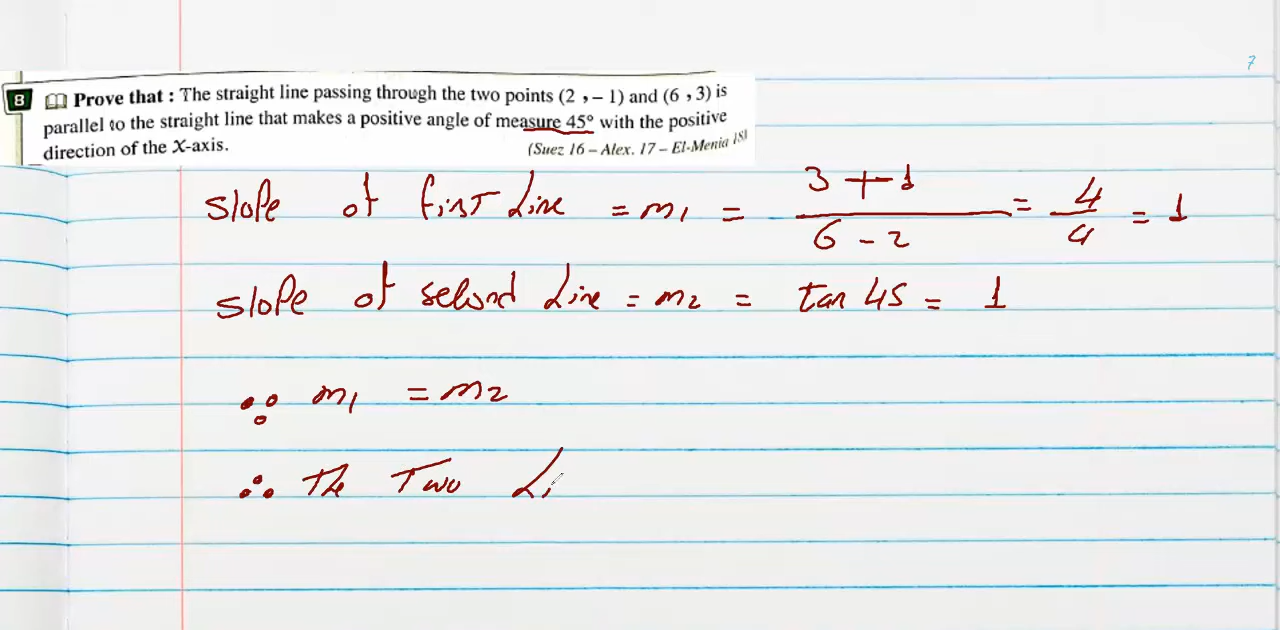 7
8 Prove that : The straight line passing through the two points (2 , – 1) and (6 , 3) is
parallel to the straight line that makes a positive angle of measure 45° with the positive
direction of the X-axis.
(Suez 16 – Alex. 17 – El-Menia 18)
Slope of first Line = m1 = 3 + 1 / 6 - 2 = 4 / 4 = 1
Slope of second Line = m2 = tan 45 = 1
∵ m1 = m2
∴ The Two Li